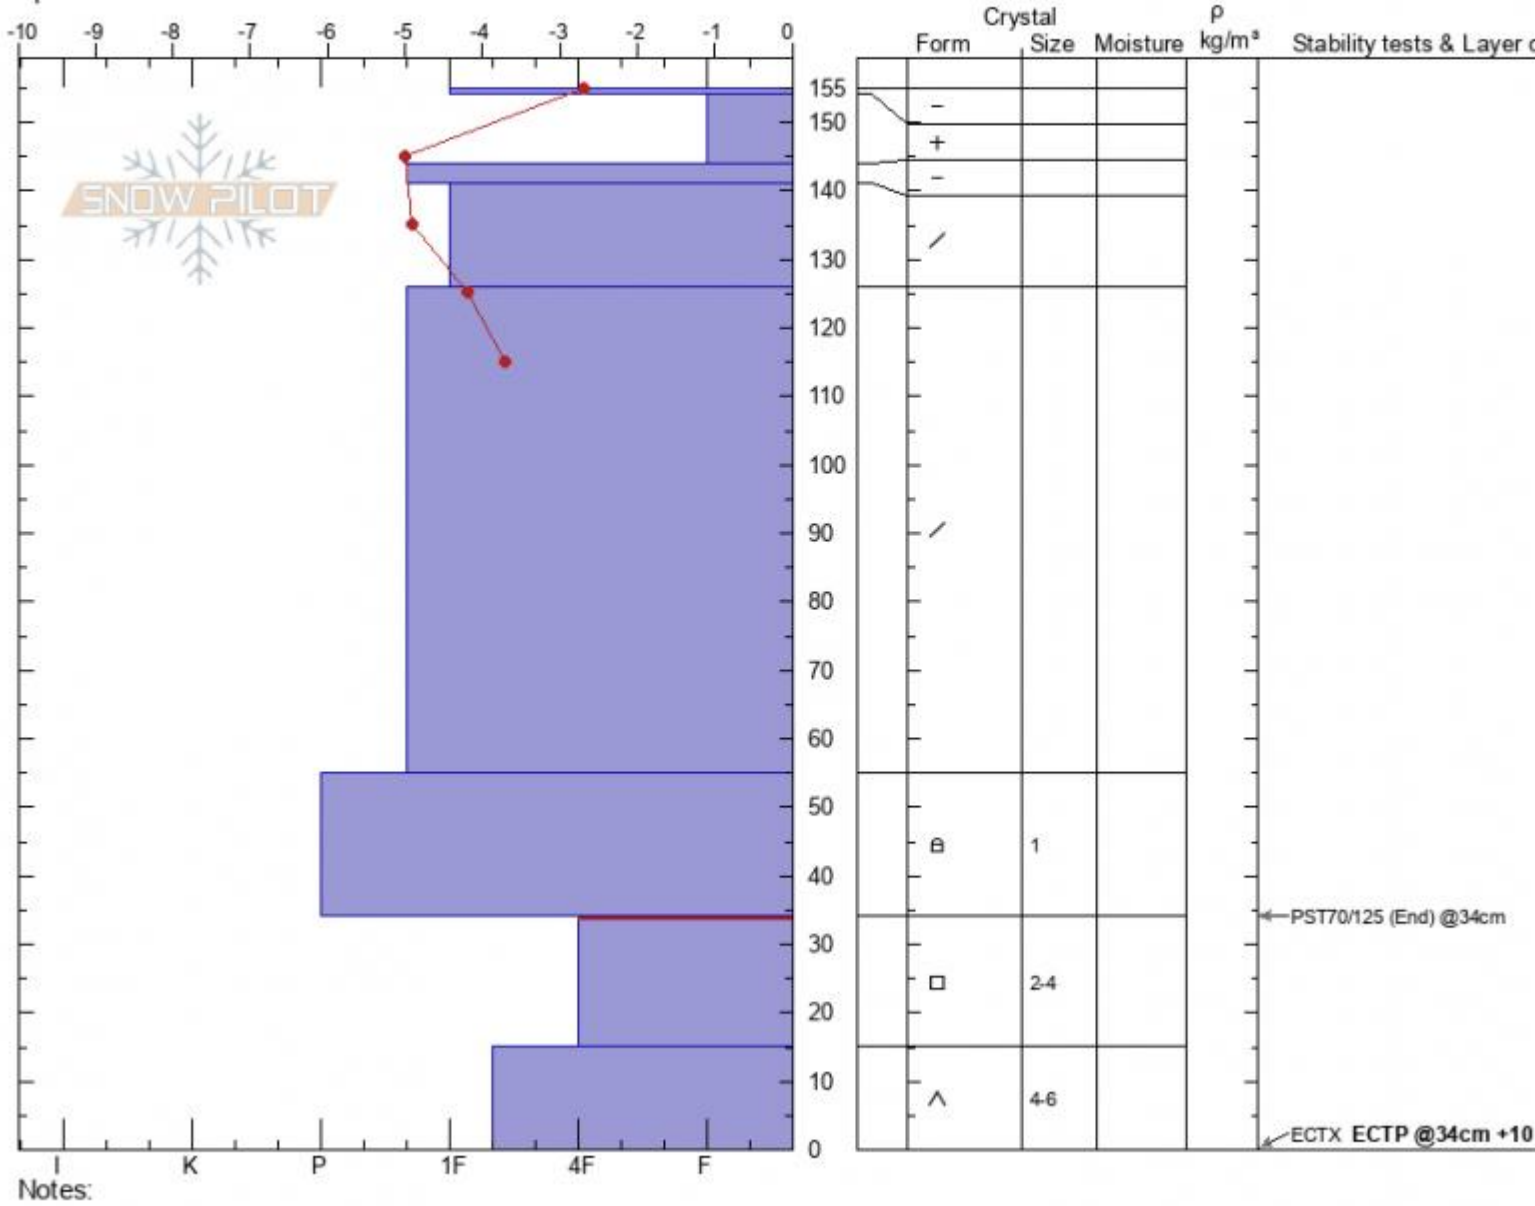 Crystal
ρ
-10 -9 -8 -7 -6 -5 -4 -3 -2 -1 0
Form Size Moisture kg/m³ Stability tests & Layer c
155
150
140
130
120
110
100
90
80
70
60
50
40
30
20
10
0
SNOW PILOT
-
+
-
/
/
1
PST70/125 (End) @34cm
2-4
4-6
ECTX ECTP @34cm +10
I K P 1F 4F F
Notes: